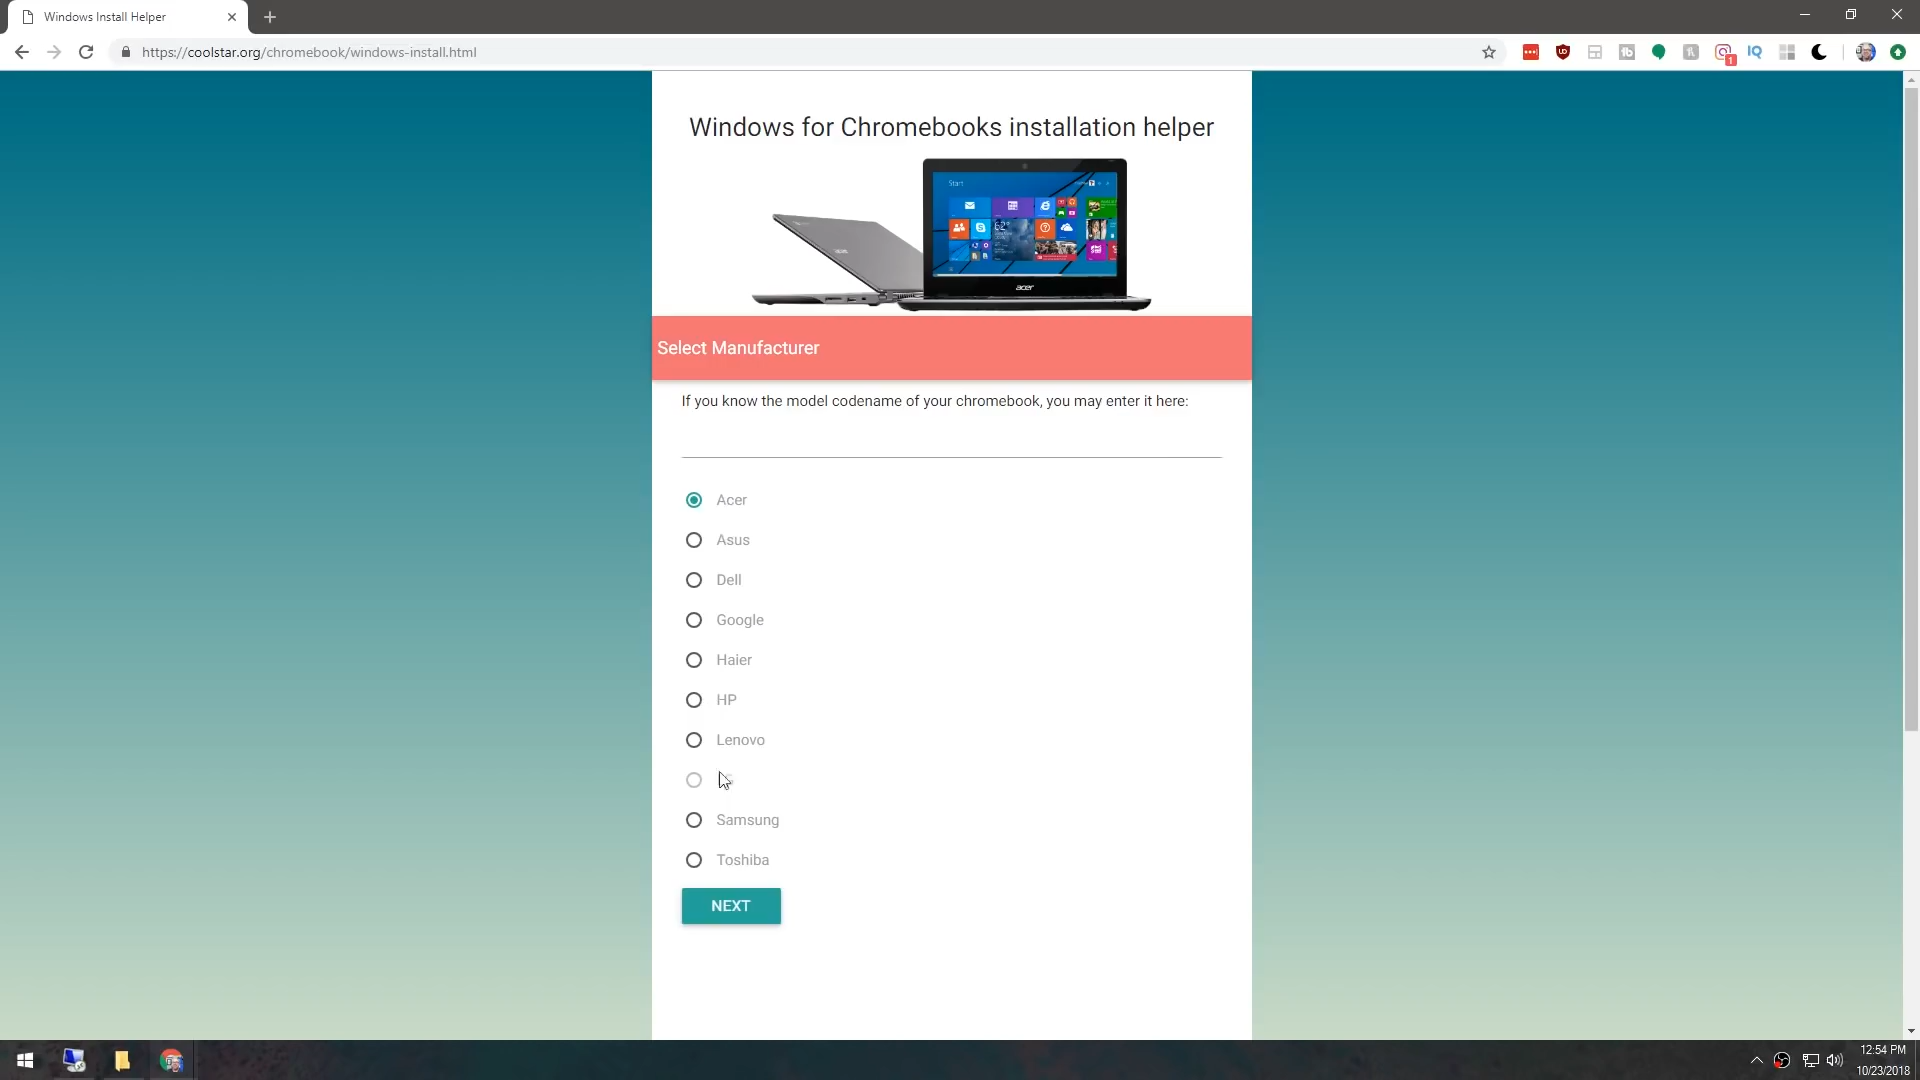 Windows Install Helper
https://coolstar.org/chromebook/windows-install.html
1
Windows for Chromebooks installation helper
Start
62°
acer
Select Manufacturer
If you know the model codename of your chromebook, you may enter it here:
Acer
Asus
Dell
Google
Haier
HP
Lenovo
Samsung
Toshiba
NEXT
12:54 PM
10/23/2018